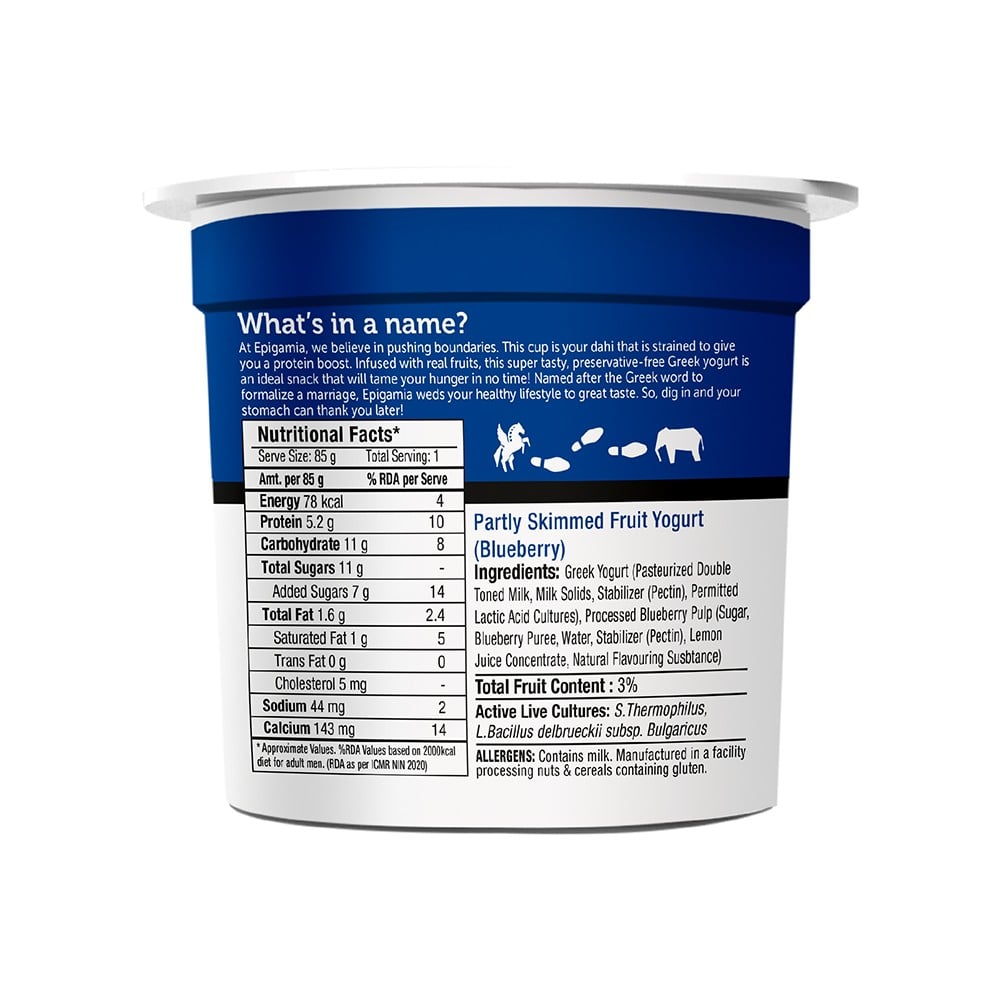 What's in a name?
At Epigamia, we believe in pushing boundaries. This cup is your dahi that is strained to give
you a protein boost. Infused with real fruits, this super tasty, preservative-free Greek yogurt is
an ideal snack that will tame your hunger in no time! Named after the Greek word to
formalize a marriage, Epigamia weds your healthy lifestyle to great taste. So, dig in and your
stomach can thank you later!
Nutritional Facts*
Serve Size: 85 g Total Serving: 1
Amt. per 85 g % RDA per Serve
Energy 78 kcal 4
Protein 5.2 g 10
Carbohydrate 11 g 8
Total Sugars 11 g -
Added Sugars 7 g 14
Total Fat 1.6 g 2.4
Saturated Fat 1 g 5
Trans Fat 0 g 0
Cholesterol 5 mg -
Sodium 44 mg 2
Calcium 143 mg 14
* Approximate Values. %RDA Values based on 2000kcal
diet for adult men. (RDA as per ICMR NIN 2020)
Partly Skimmed Fruit Yogurt
(Blueberry)
Ingredients: Greek Yogurt (Pasteurized Double
Toned Milk, Milk Solids, Stabilizer (Pectin), Permitted
Lactic Acid Cultures), Processed Blueberry Pulp (Sugar,
Blueberry Puree, Water, Stabilizer (Pectin), Lemon
Juice Concentrate, Natural Flavouring Susbtance)
Total Fruit Content : 3%
Active Live Cultures: S.Thermophilus,
L.Bacillus delbrueckii subsp. Bulgaricus
ALLERGENS: Contains milk. Manufactured in a facility
processing nuts & cereals containing gluten.